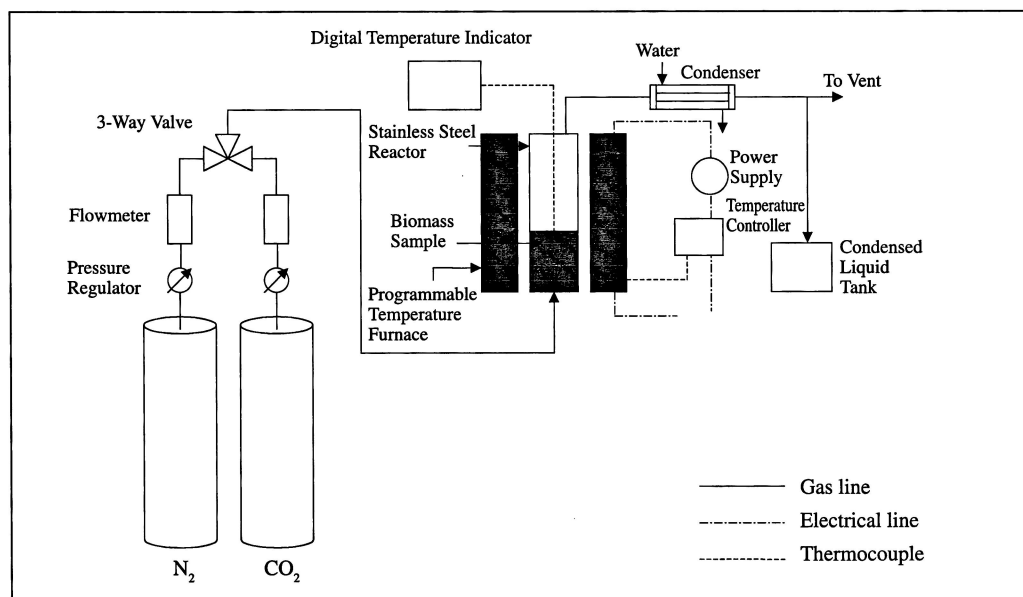 Digital Temperature Indicator
Water
Condenser
To Vent
3-Way Valve
Stainless Steel
Reactor
Power
Supply
Flowmeter
Biomass
Sample
Temperature
Controller
Pressure
Regulator
Programmable
Temperature
Furnace
Condensed
Liquid
Tank
N₂
CO₂
Gas line
Electrical line
Thermocouple